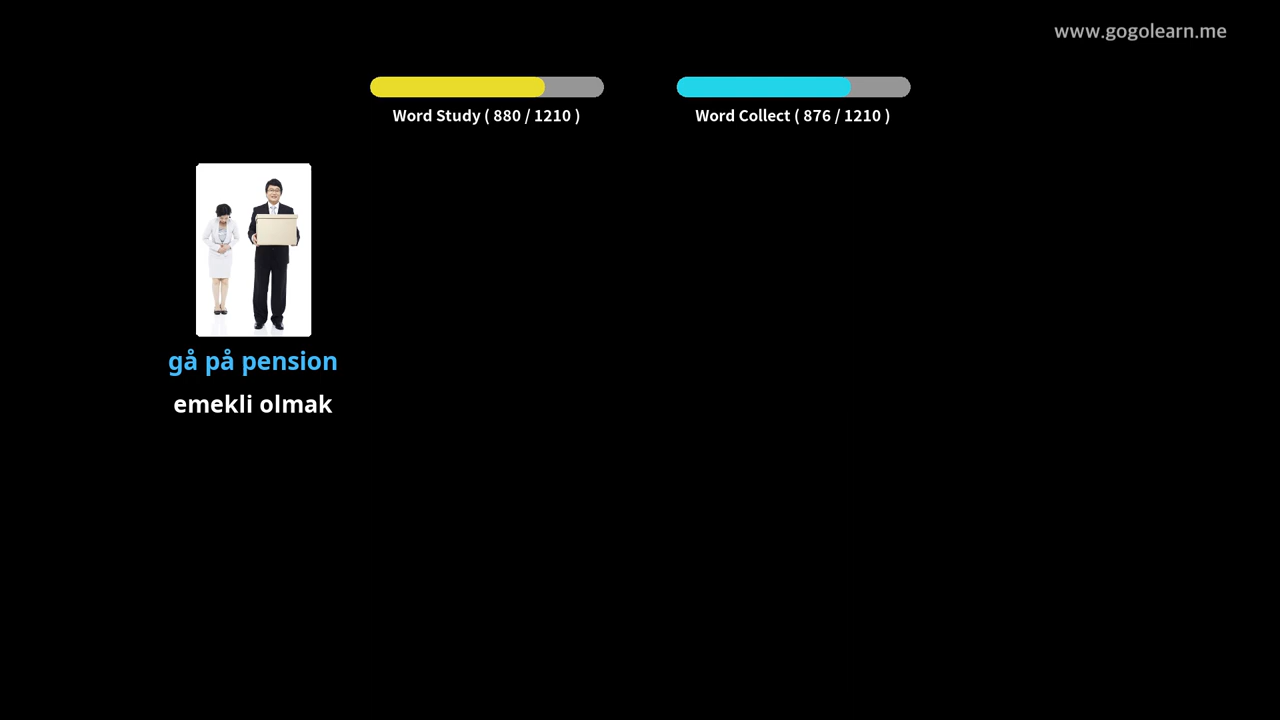 www.gogolearn.me
Word Study ( 880 / 1210 )
Word Collect ( 876 / 1210 )
gå på pension
emekli olmak